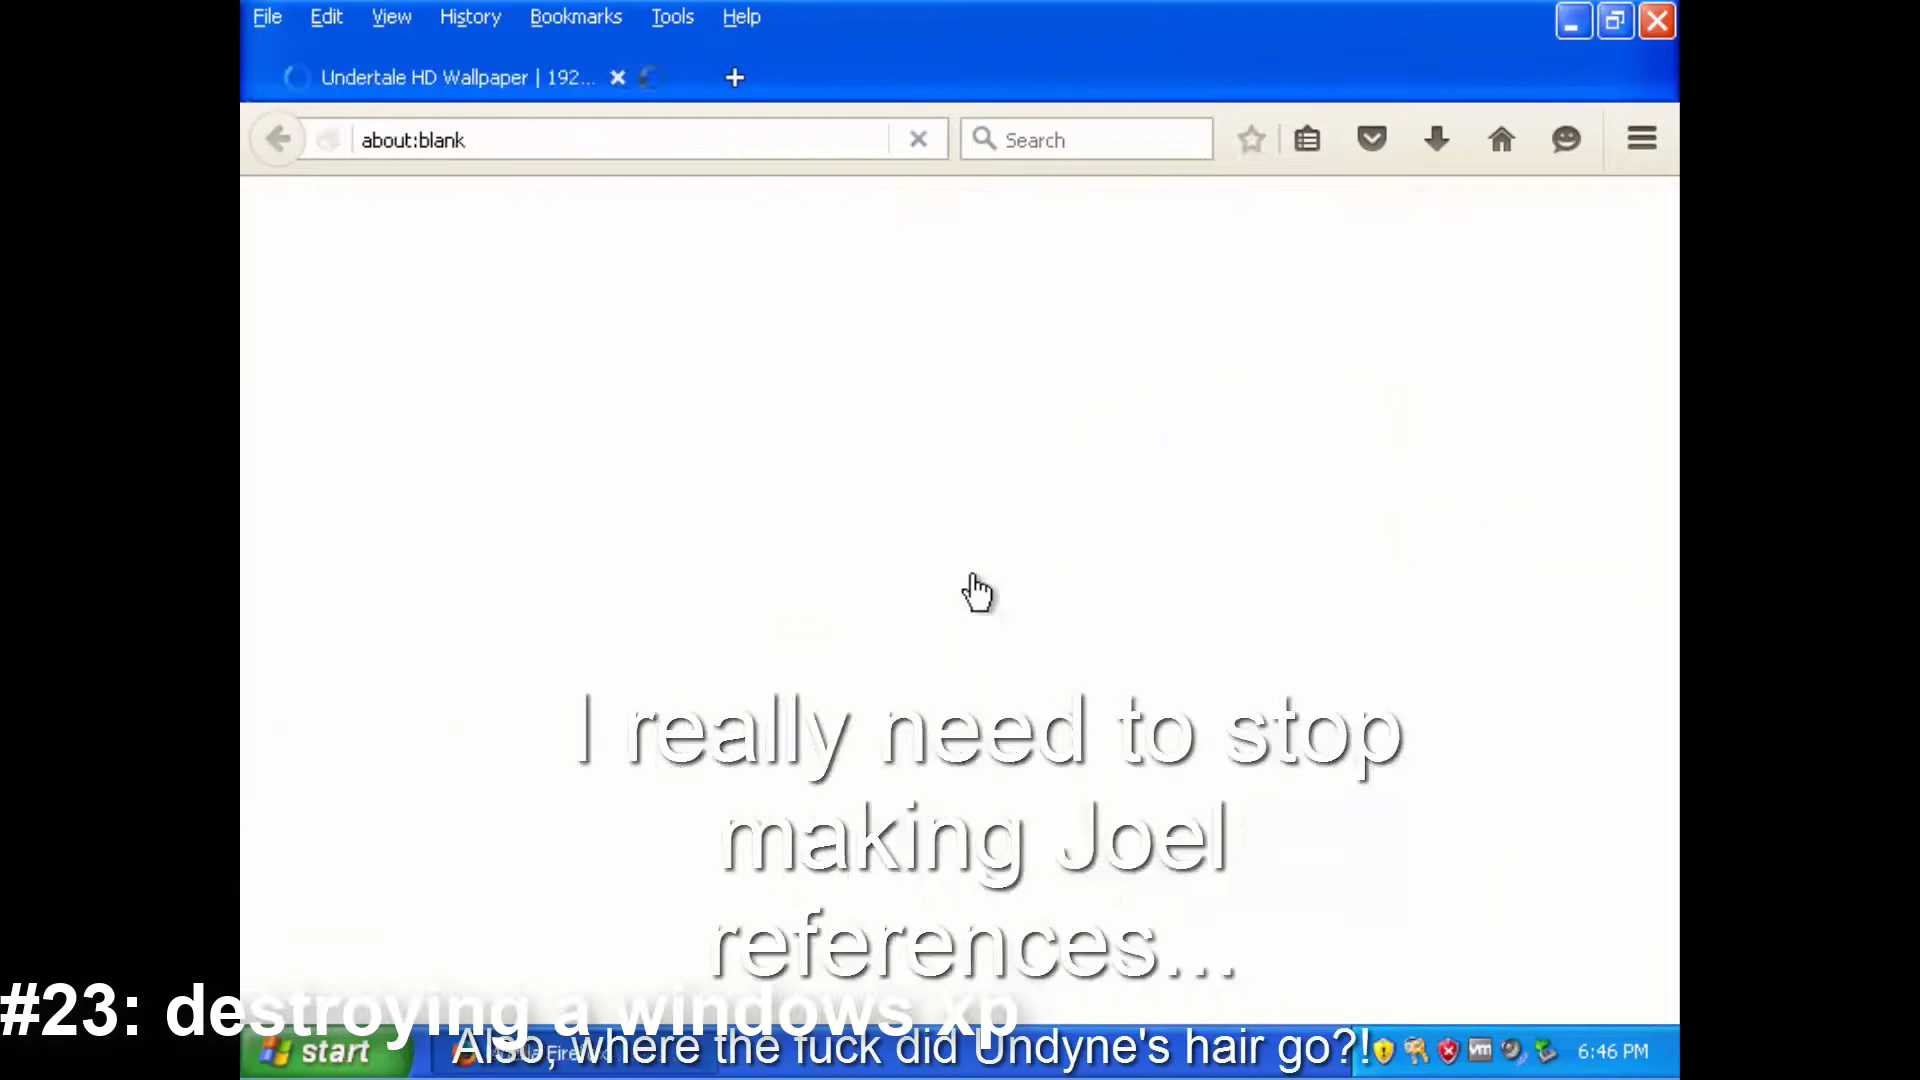 File Edit View History Bookmarks Tools Help
Undertale HD Wallpaper | 192...
about:blank
Search
I really need to stop
making Joel
references...
#23: destroying a windows xp
Also, where the fuck did Undyne's hair go?!
start
vm
6:46 PM